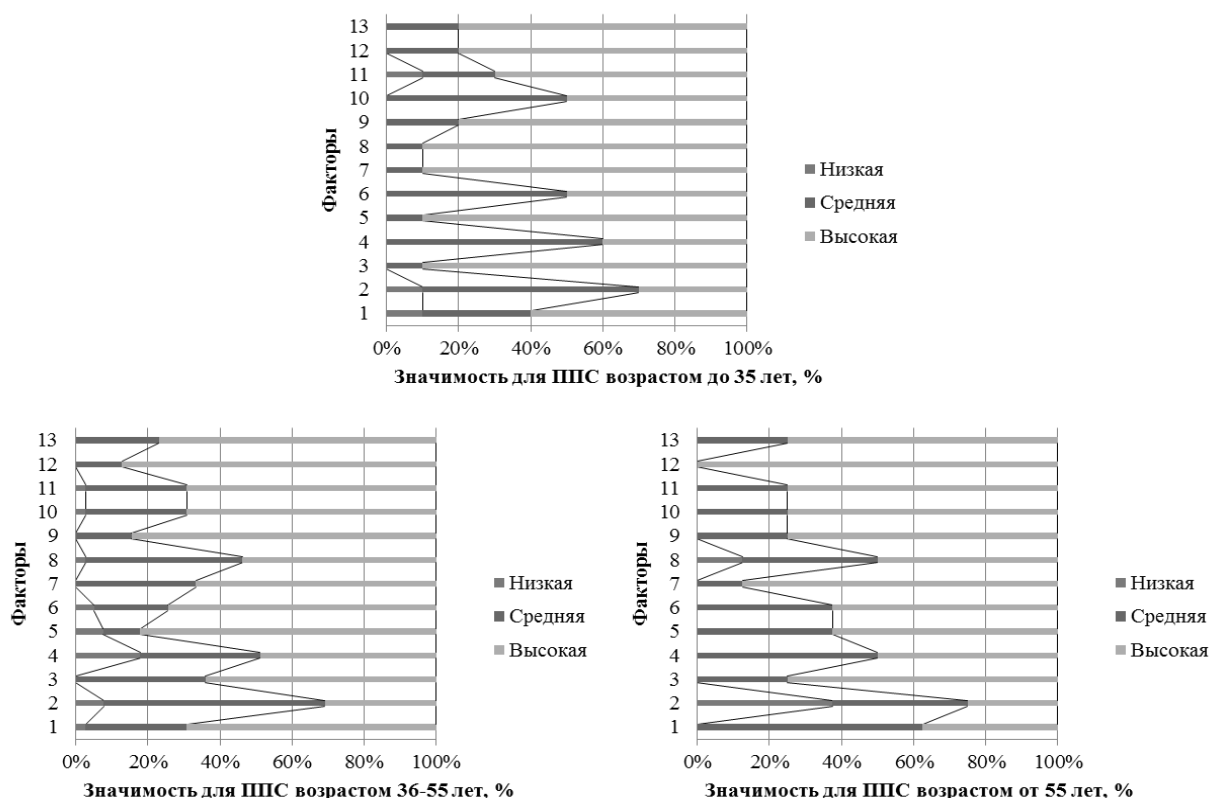 Факторы
13
12
11
10
9
8
7
6
5
4
3
2
1
0% 20% 40% 60% 80% 100%
Значимость для ППС возрастом до 35 лет, %
Низкая
Средняя
Высокая
Факторы
13
12
11
10
9
8
7
6
5
4
3
2
1
0% 20% 40% 60% 80% 100%
Значимость для ППС возрастом 36-55 лет, %
Низкая
Средняя
Высокая
Факторы
13
12
11
10
9
8
7
6
5
4
3
2
1
0% 20% 40% 60% 80% 100%
Значимость для ППС возрастом от 55 лет, %
Низкая
Средняя
Высокая